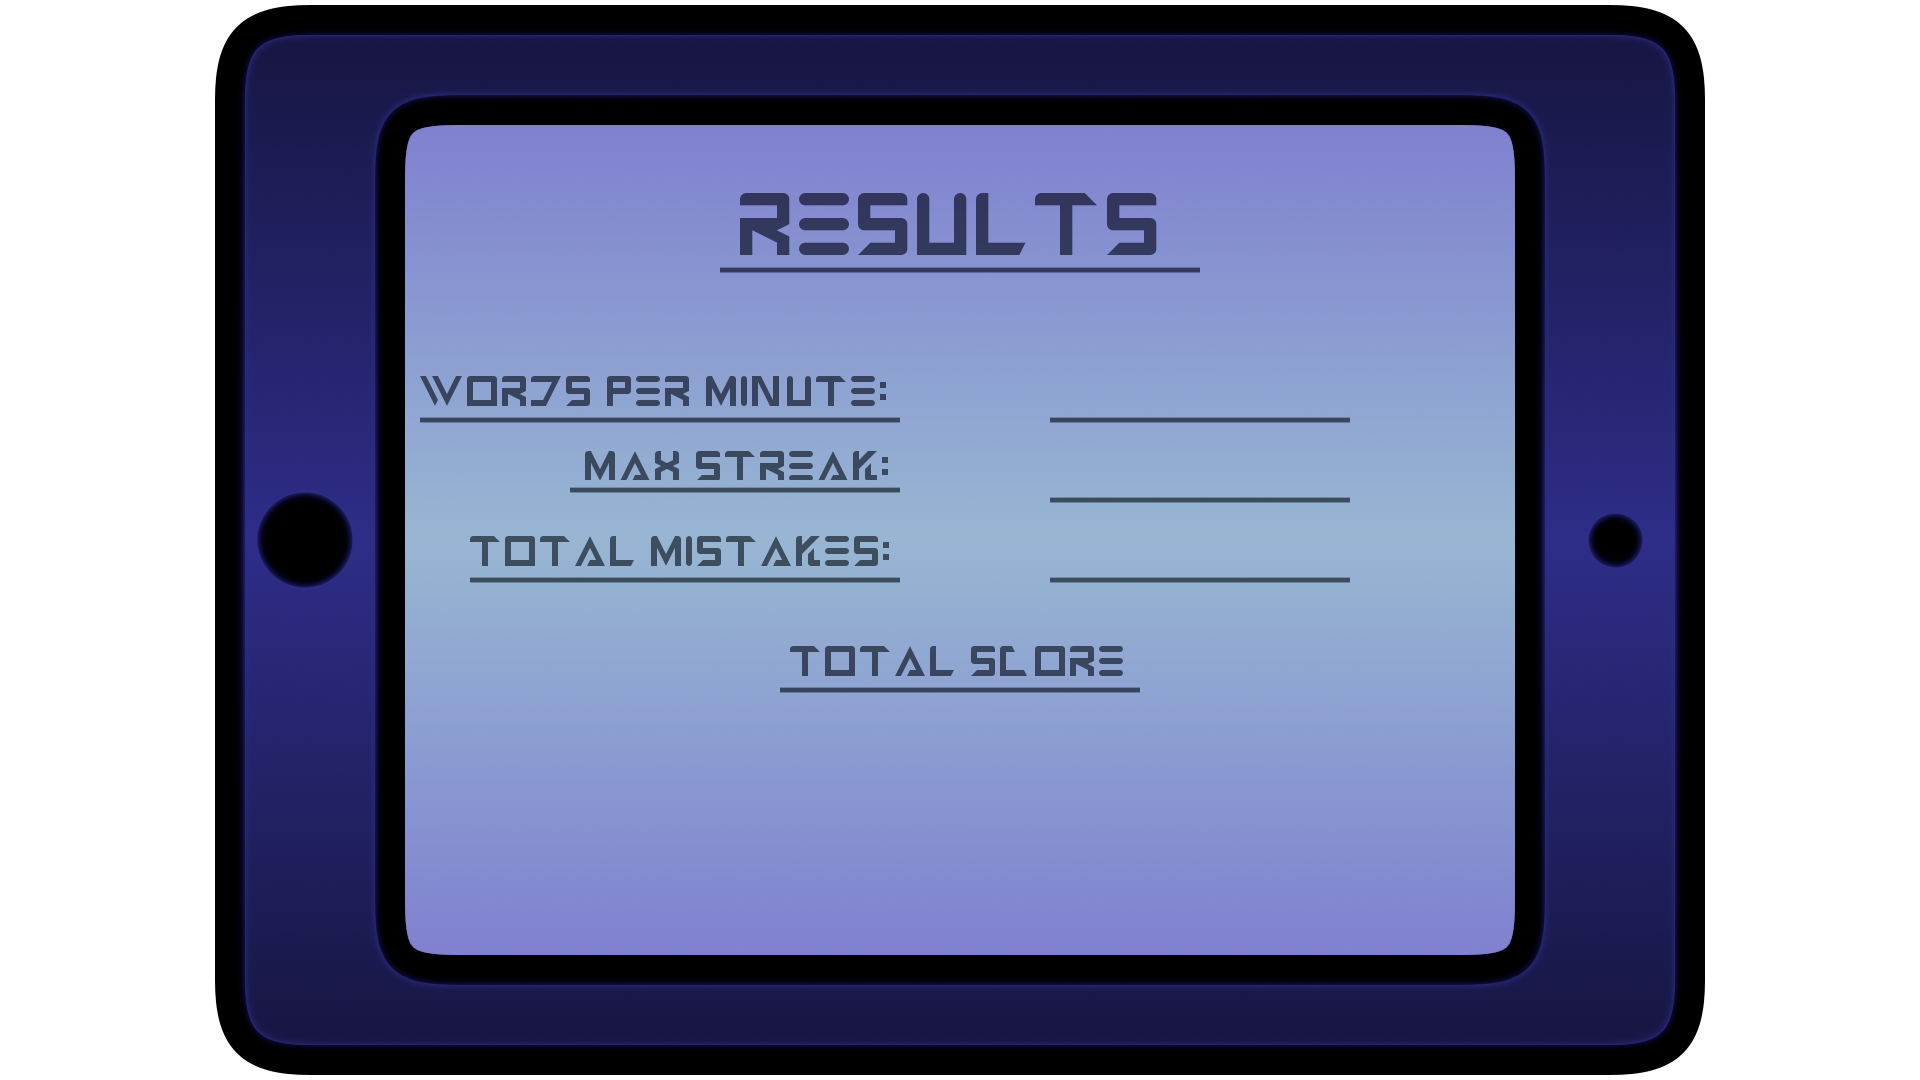 RESULTS
WORDS PER MINUTE:
MAX STREAK:
TOTAL MISTAKES:
TOTAL SCORE